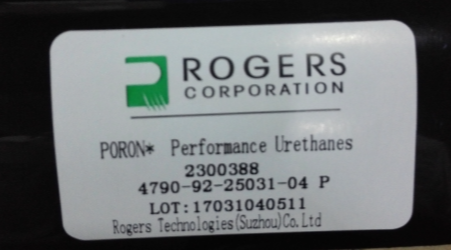 ROGERS
CORPORATION
PORON* Performance Urethanes
2300388
4790-92-25031-04 P
LOT:17031040511
Rogers Technologies(Suzhou)Co.Ltd